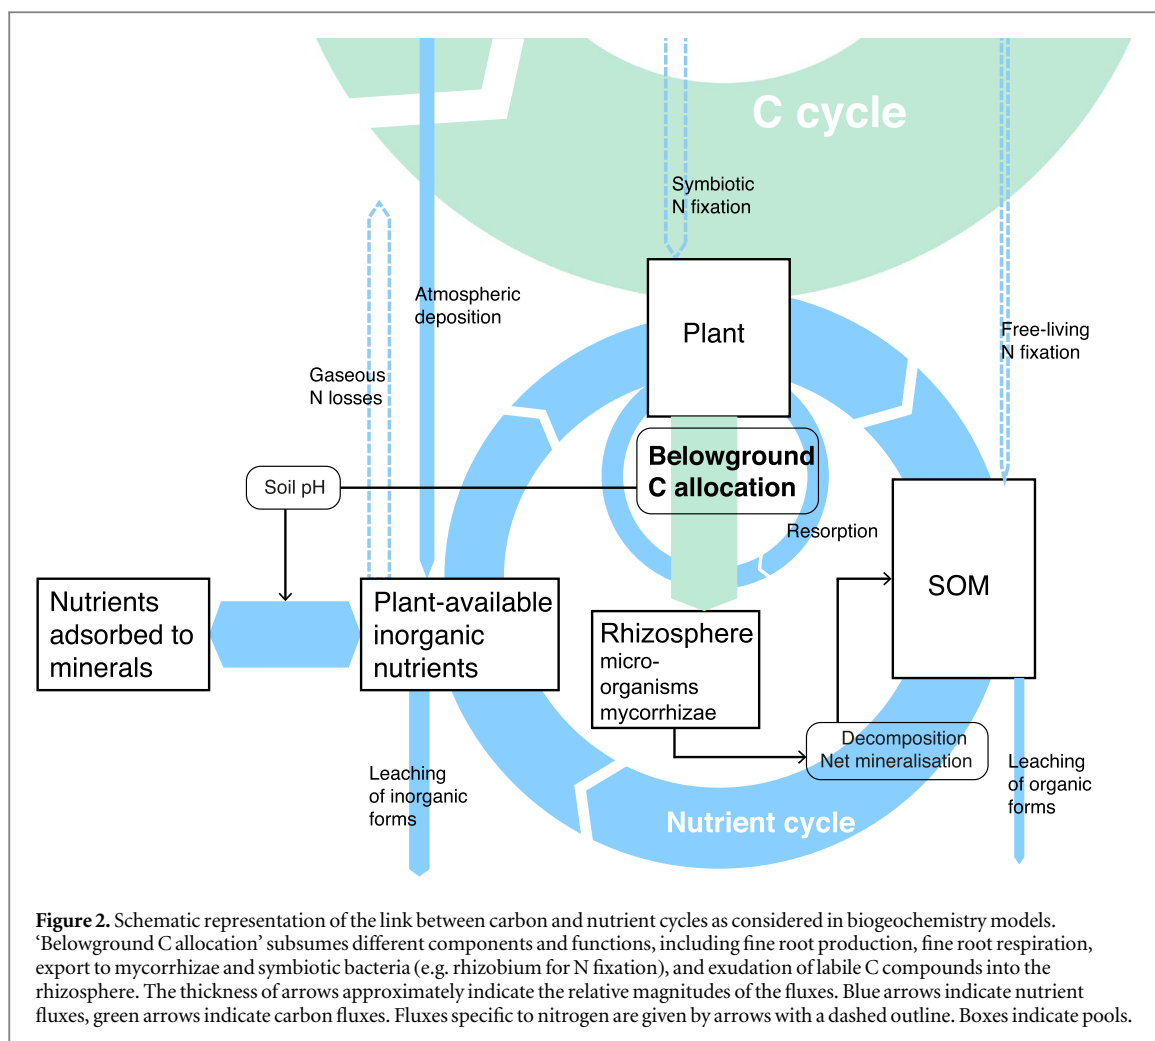 C cycle
Symbiotic
N fixation
Atmospheric
deposition
Plant
Free-living
N fixation
Gaseous
N losses
Belowground
C allocation
Soil pH
Resorption
SOM
Nutrients
adsorbed to
minerals
Plant-available
inorganic
nutrients
Rhizosphere
micro-
organisms
mycorrhizae
Decomposition
Net mineralisation
Leaching
of inorganic
forms
Leaching
of organic
forms
Nutrient cycle
Figure 2. Schematic representation of the link between carbon and nutrient cycles as considered in biogeochemistry models.
‘Belowground C allocation’ subsumes different components and functions, including fine root production, fine root respiration,
export to mycorrhizae and symbiotic bacteria (e.g. rhizobium for N fixation), and exudation of labile C compounds into the
rhizosphere. The thickness of arrows approximately indicate the relative magnitudes of the fluxes. Blue arrows indicate nutrient
fluxes, green arrows indicate carbon fluxes. Fluxes specific to nitrogen are given by arrows with a dashed outline. Boxes indicate pools.